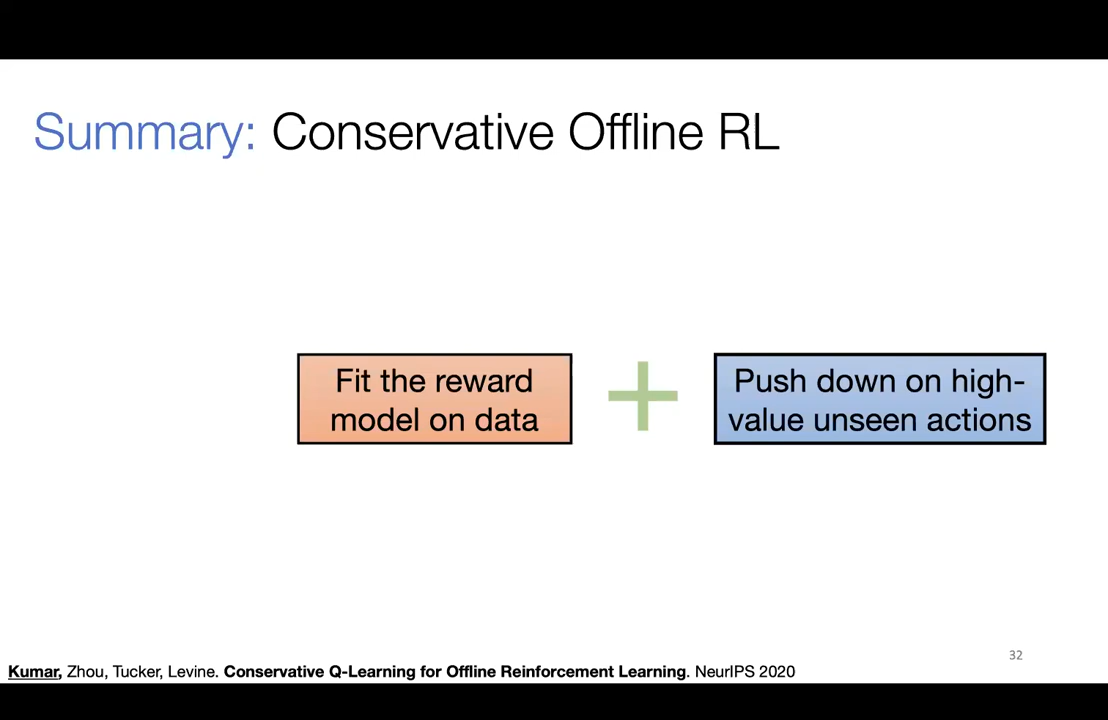 Summary: Conservative Offline RL
Fit the reward
model on data
+
Push down on high-
value unseen actions
32
Kumar, Zhou, Tucker, Levine. Conservative Q-Learning for Offline Reinforcement Learning. NeurIPS 2020